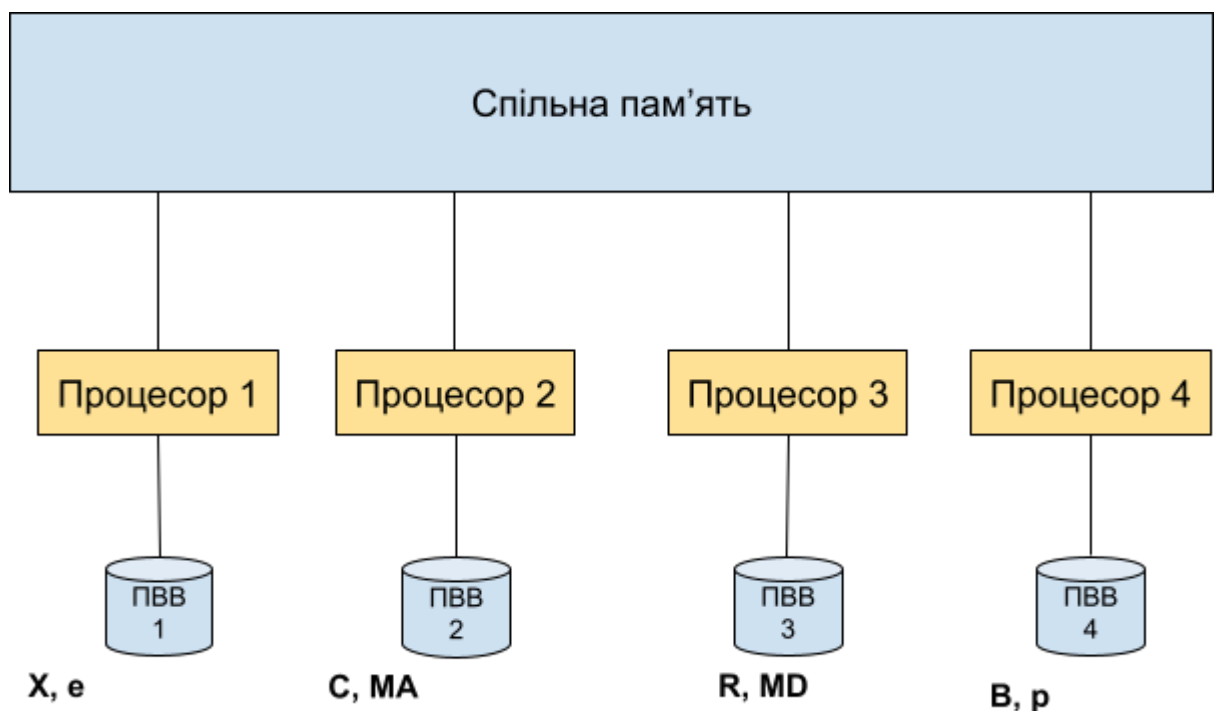 Спільна пам’ять
Процесор 1
Процесор 2
Процесор 3
Процесор 4
ПВВ
1
ПВВ
2
ПВВ
3
ПВВ
4
X, e
C, MA
R, MD
B, p